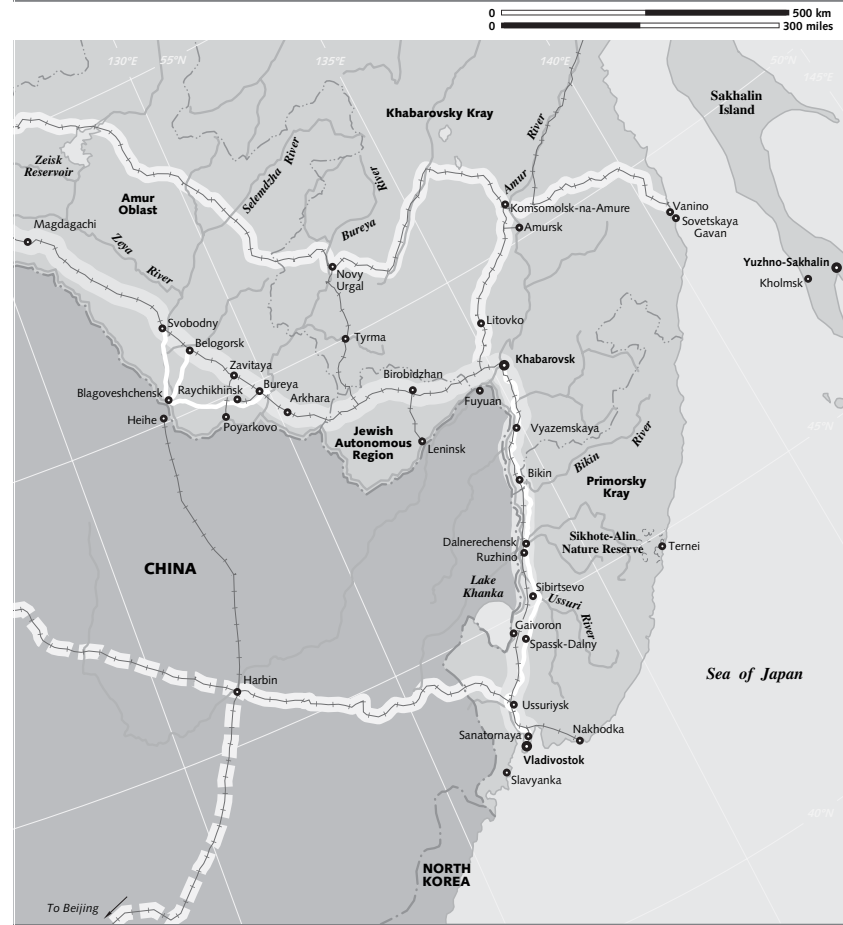 0 500 km
0 300 miles
130°E 55°N
135°E
140°E
50°N
145°E
Sakhalin
Island
Khabarovsky Kray
Amur
River
Zeisk
Reservoir
Selemdzha River
Bureya
River
Amur
Oblast
Magdagachi
Zeya
River
Komsomolsk-na-Amure
Amursk
Vanino
Sovetskaya
Gavan
Yuzhno-Sakhalin
Kholmsk
Novy
Urgal
Svobodny
Belogorsk
Tyrma
Litovko
Khabarovsk
Zavitaya
Birobidzhan
Blagoveshchensk
Raychikhinsk
Bureya
Arkhara
Fuyuan
Heihe
Poyarkovo
Jewish
Autonomous
Region
Leninsk
Vyazemskaya
45°N
Bikin
Bikin
River
Primorsky
Kray
Dalnerechensk
Ruzhino
Sikhote-Alin
Nature Reserve
Ternei
CHINA
Lake
Khanka
Sibirtsevo
Ussuri
River
Gaivoron
Spassk-Dalny
Sea of Japan
Harbin
Ussuriysk
Sanatornaya
Nakhodka
Vladivostok
Slavyanka
40°N
NORTH
KOREA
To Beijing